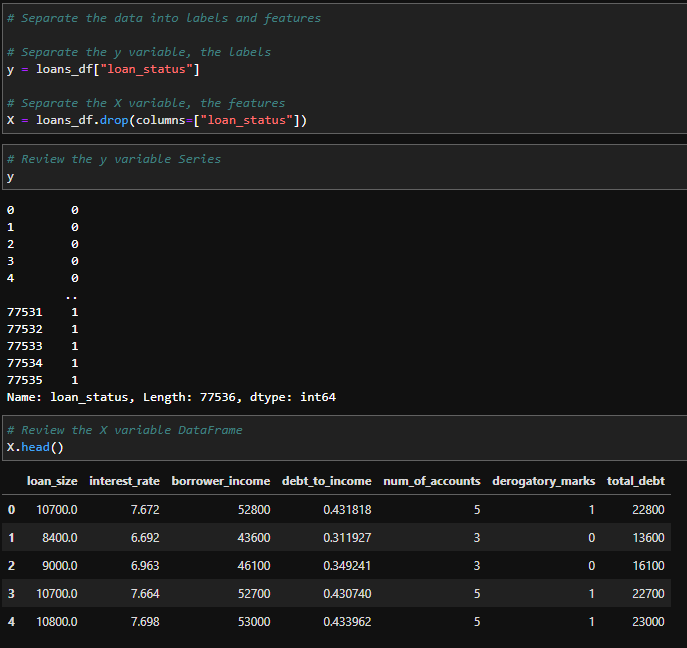 # Separate the data into labels and features
# Separate the y variable, the labels
y = loans_df["loan_status"]
# Separate the X variable, the features
X = loans_df.drop(columns=["loan_status"])
# Review the y variable Series
y
0 0
1 0
2 0
3 0
4 0
..
77531 1
77532 1
77533 1
77534 1
77535 1
Name: loan_status, Length: 77536, dtype: int64
# Review the X variable DataFrame
X.head()
loan_size interest_rate borrower_income debt_to_income num_of_accounts derogatory_marks total_debt
0 10700.0 7.672 52800 0.431818 5 1 22800
1 8400.0 6.692 43600 0.311927 3 0 13600
2 9000.0 6.963 46100 0.349241 3 0 16100
3 10700.0 7.664 52700 0.430740 5 1 22700
4 10800.0 7.698 53000 0.433962 5 1 23000